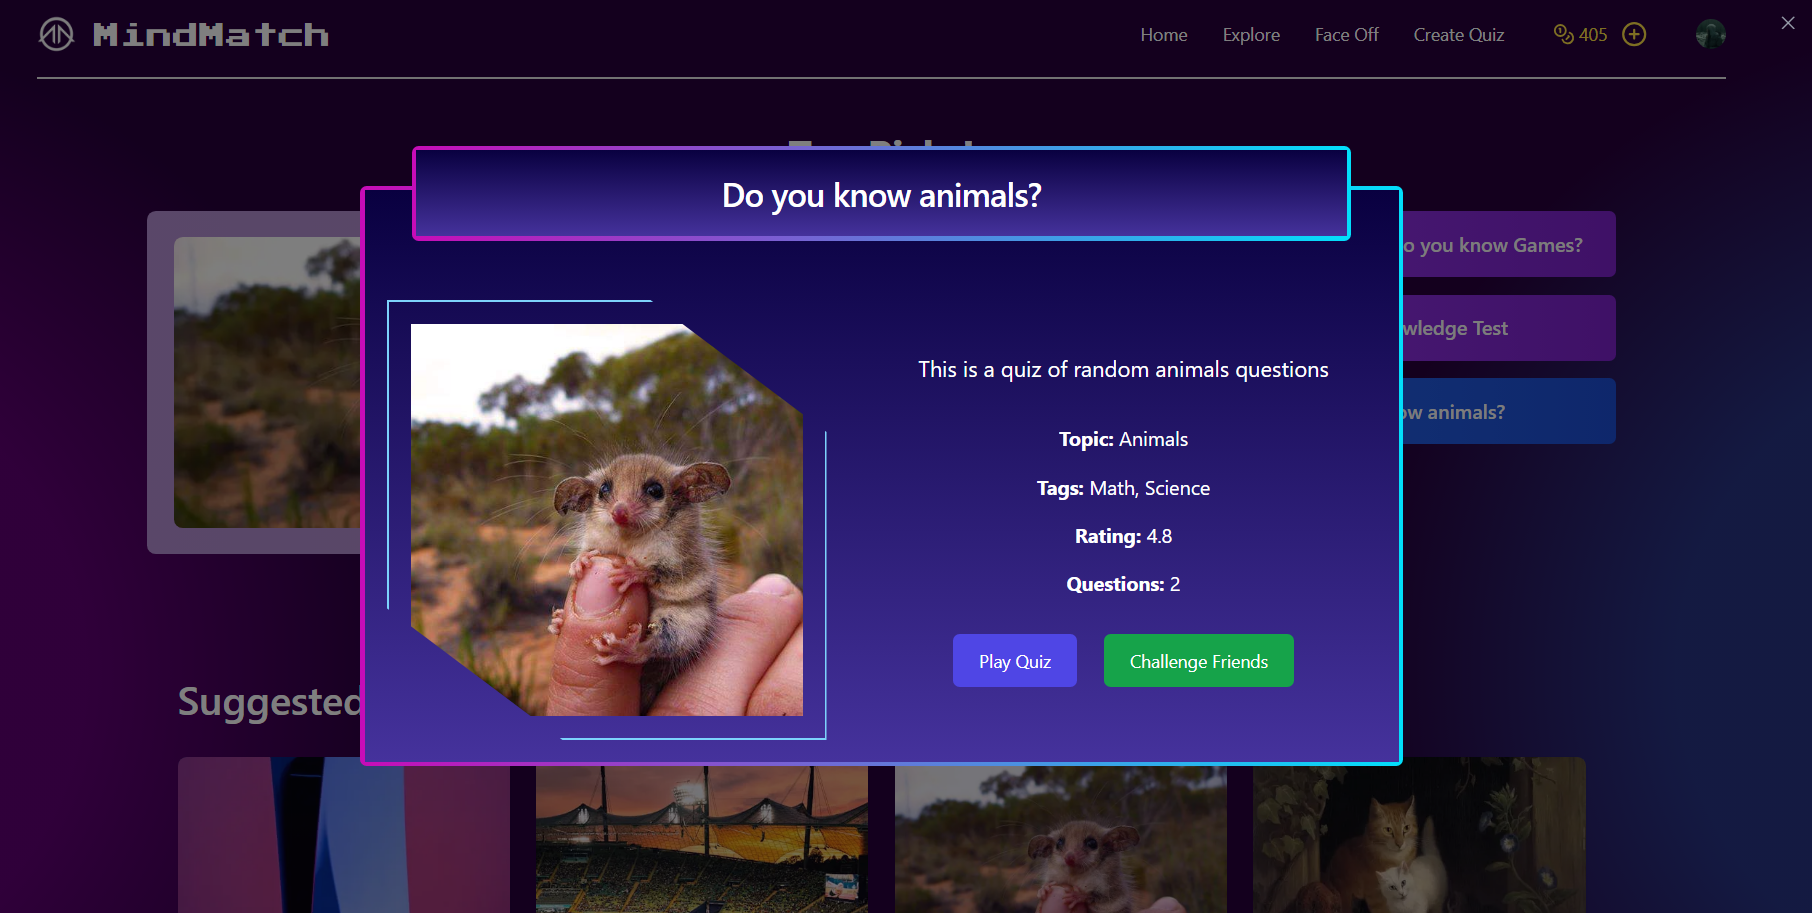 MindMatch
Home
Explore
Face Off
Create Quiz
405
Do you know animals?
o you know Games?
wledge Test
ow animals?
This is a quiz of random animals questions
Topic: Animals
Tags: Math, Science
Rating: 4.8
Questions: 2
Play Quiz
Challenge Friends
Suggested